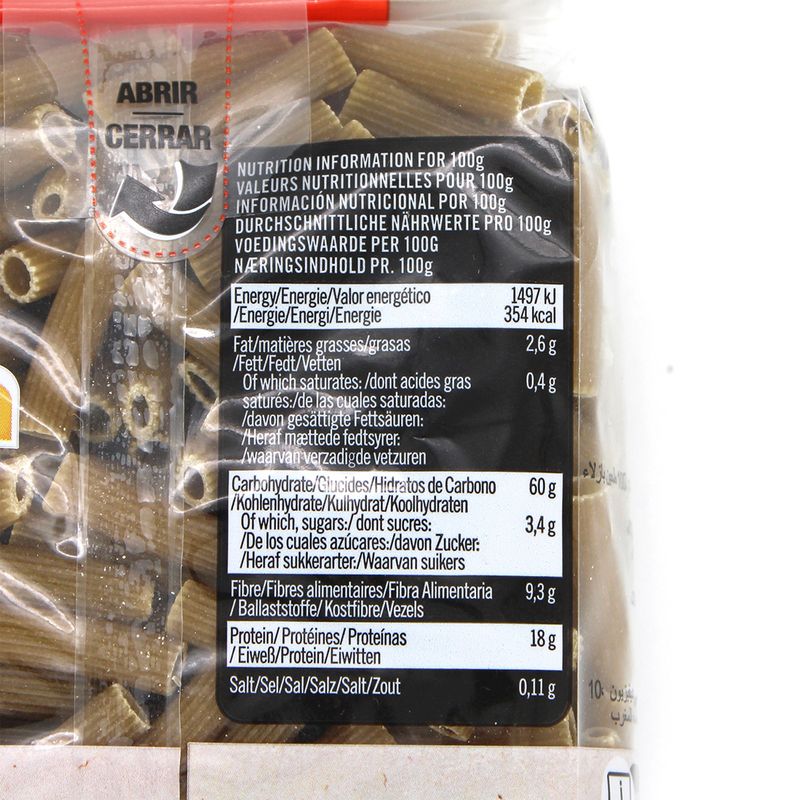 ABRIR
CERRAR
NUTRITION INFORMATION FOR 100g
VALEURS NUTRITIONNELLES POUR 100g
INFORMACIÓN NUTRICIONAL POR 100g
DURCHSCHNITTLICHE NÄHRWERTE PRO 100g
VOEDINGSWAARDE PER 100G
NÆRINGSINDHOLD PR. 100g
Energy/Energie/Valor energético 1497 kJ
/Energie/Energi/Energie 354 kcal
Fat/matières grasses/grasas 2,6 g
/Fett/Fedt/Vetten
Of which saturates: /dont acides gras 0,4 g
saturés:/de las cuales saturadas:
/davon gesättigte Fettsäuren:
/Heraf mættede fedtsyrer:
/waarvan verzadigde vetzuren
Carbohydrate/Glucides/Hidratos de Carbono 60 g
/Kohlenhydrate/Kulhydrat/Koolhydraten
Of which, sugars:/ dont sucres: 3,4 g
/De los cuales azúcares:/davon Zucker:
/Heraf sukkerarter:/Waarvan suikers
Fibre/Fibres alimentaires/Fibra Alimentaria 9,3 g
/ Ballaststoffe/ Kostfibre/Vezels
Protein/ Protéines/ Proteínas 18 g
/ Eiweß/Protein/Eiwitten
Salt/Sel/Sal/Salz/Salt/Zout 0,11 g